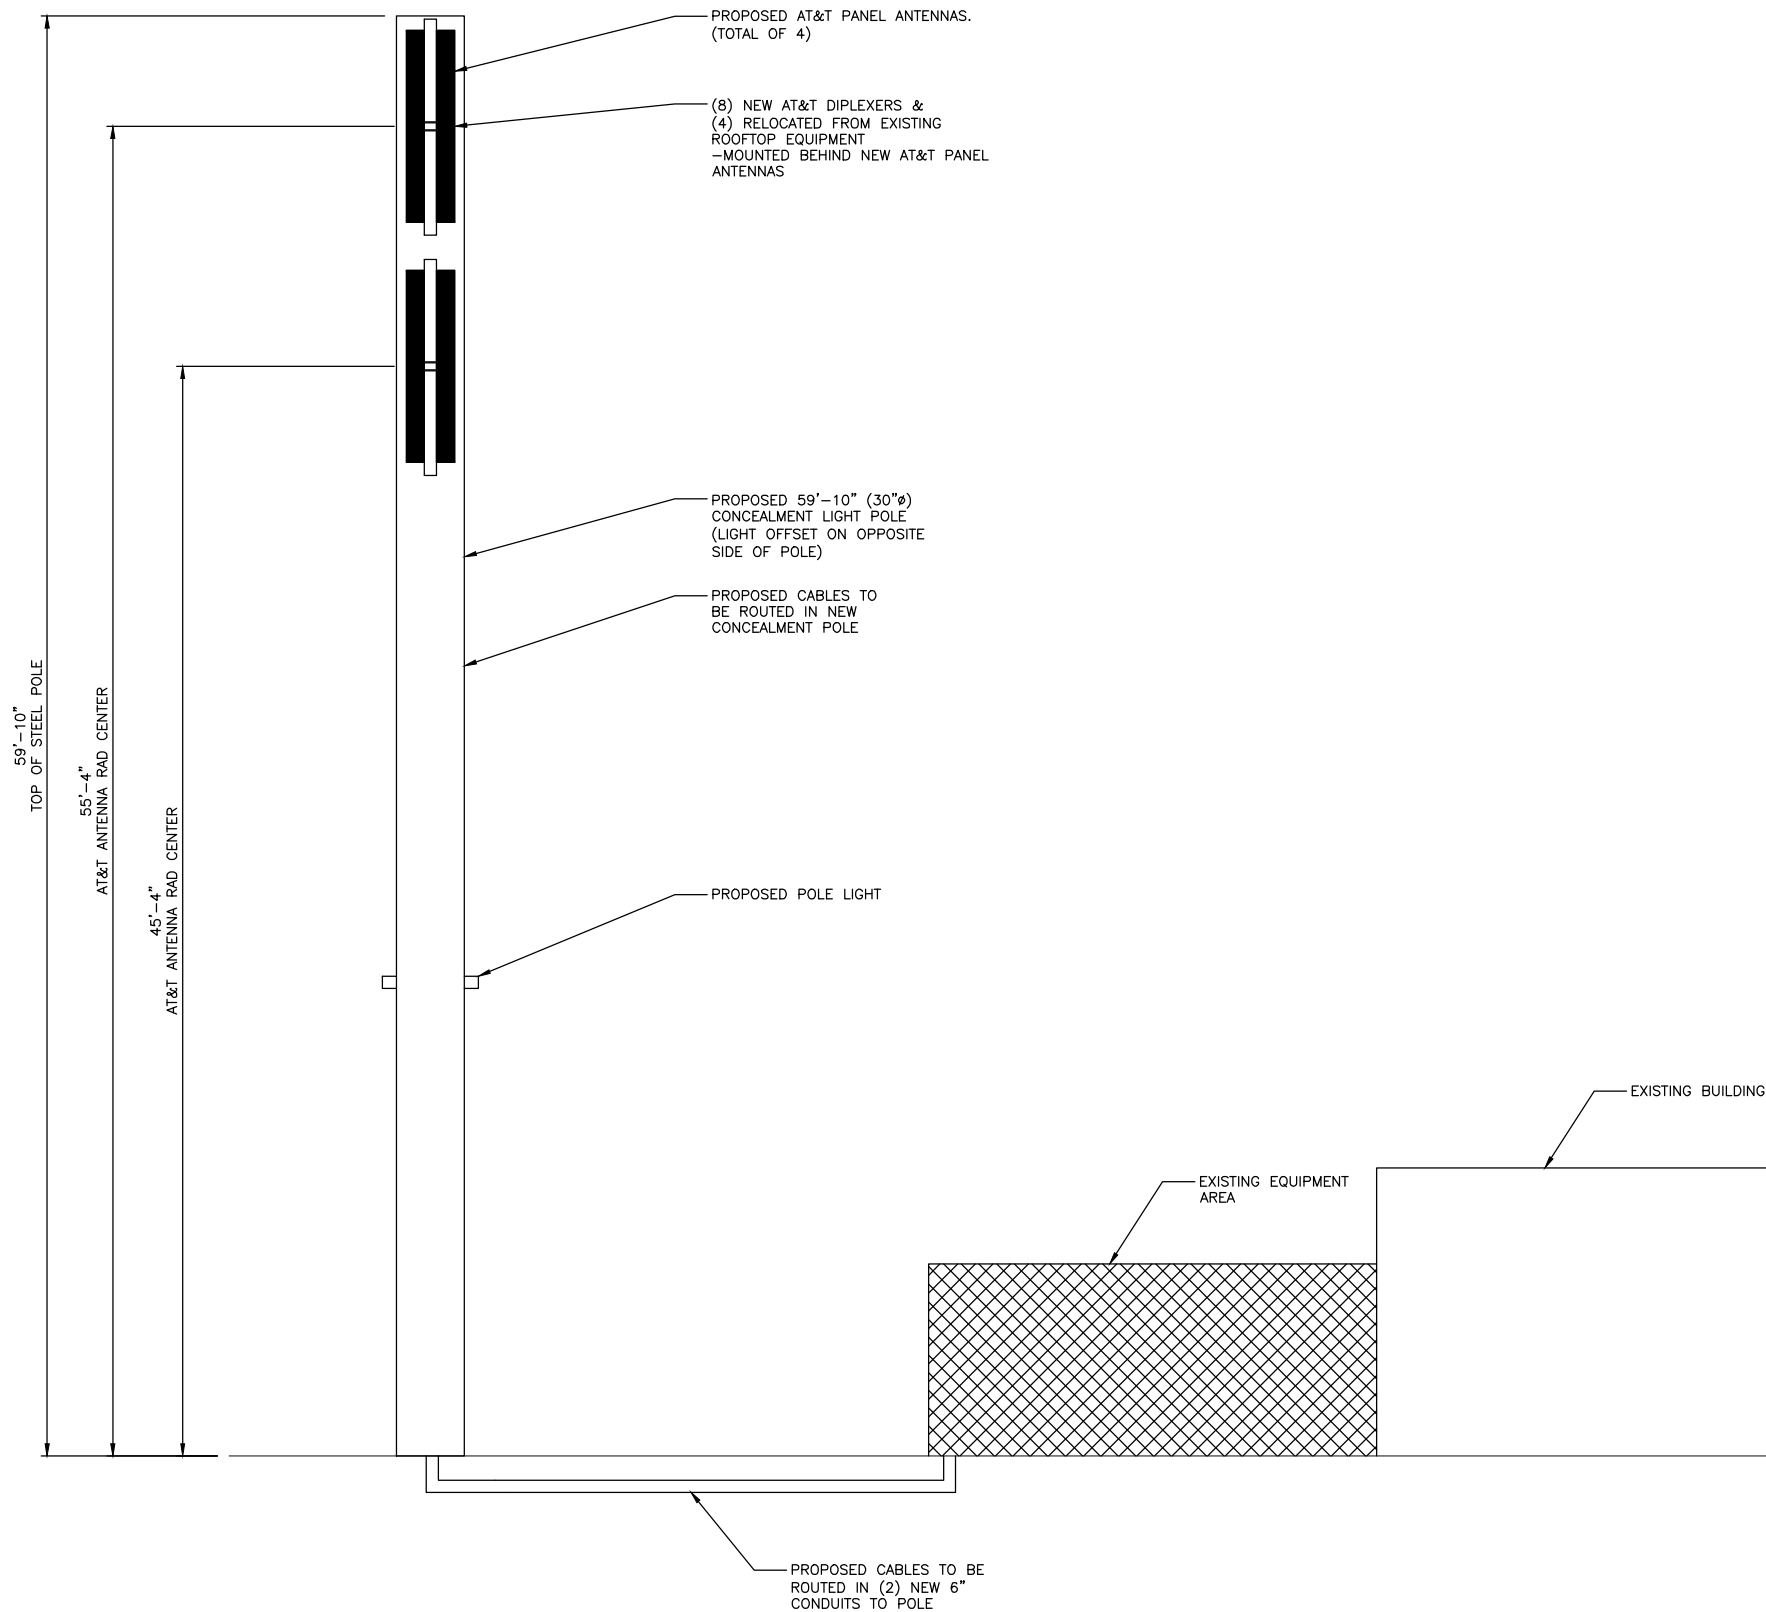 PROPOSED AT&T PANEL ANTENNAS.
(TOTAL OF 4)
(8) NEW AT&T DIPLEXERS &
(4) RELOCATED FROM EXISTING
ROOFTOP EQUIPMENT
-MOUNTED BEHIND NEW AT&T PANEL
ANTENNAS
PROPOSED 59'-10" (30"ø)
CONCEALMENT LIGHT POLE
(LIGHT OFFSET ON OPPOSITE
SIDE OF POLE)
PROPOSED CABLES TO
BE ROUTED IN NEW
CONCEALMENT POLE
59'-10"
TOP OF STEEL POLE
55'-4"
AT&T ANTENNA RAD CENTER
45'-4"
AT&T ANTENNA RAD CENTER
PROPOSED POLE LIGHT
EXISTING BUILDING
EXISTING EQUIPMENT
AREA
PROPOSED CABLES TO BE
ROUTED IN (2) NEW 6"
CONDUITS TO POLE